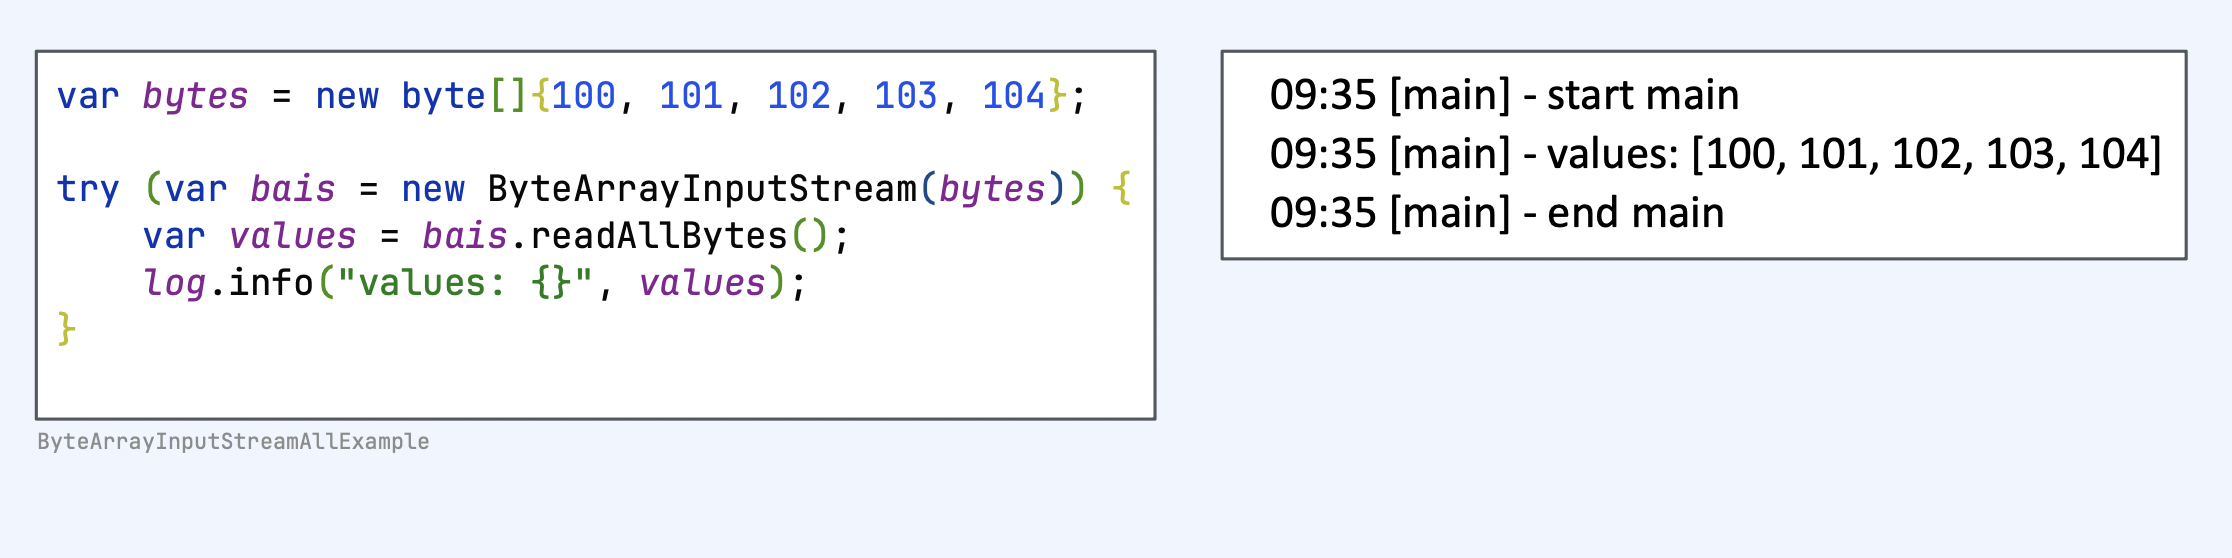 var bytes = new byte[]{100, 101, 102, 103, 104};
try (var bais = new ByteArrayInputStream(bytes)) {
    var values = bais.readAllBytes();
    log.info("values: {}", values);
}
ByteArrayInputStreamAllExample
09:35 [main] - start main
09:35 [main] - values: [100, 101, 102, 103, 104]
09:35 [main] - end main